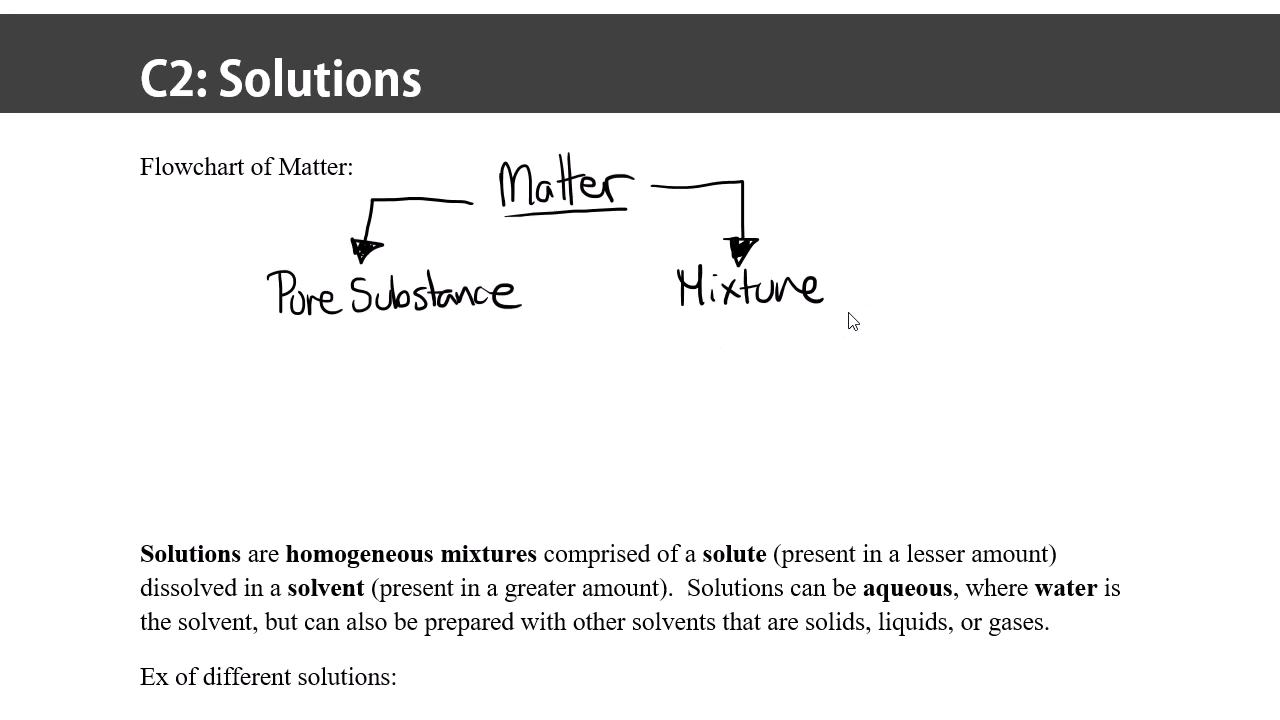 C2: Solutions
Flowchart of Matter:
Matter
Pure Substance
Mixture
Solutions are homogeneous mixtures comprised of a solute (present in a lesser amount)
dissolved in a solvent (present in a greater amount).  Solutions can be aqueous, where water is
the solvent, but can also be prepared with other solvents that are solids, liquids, or gases.
Ex of different solutions: